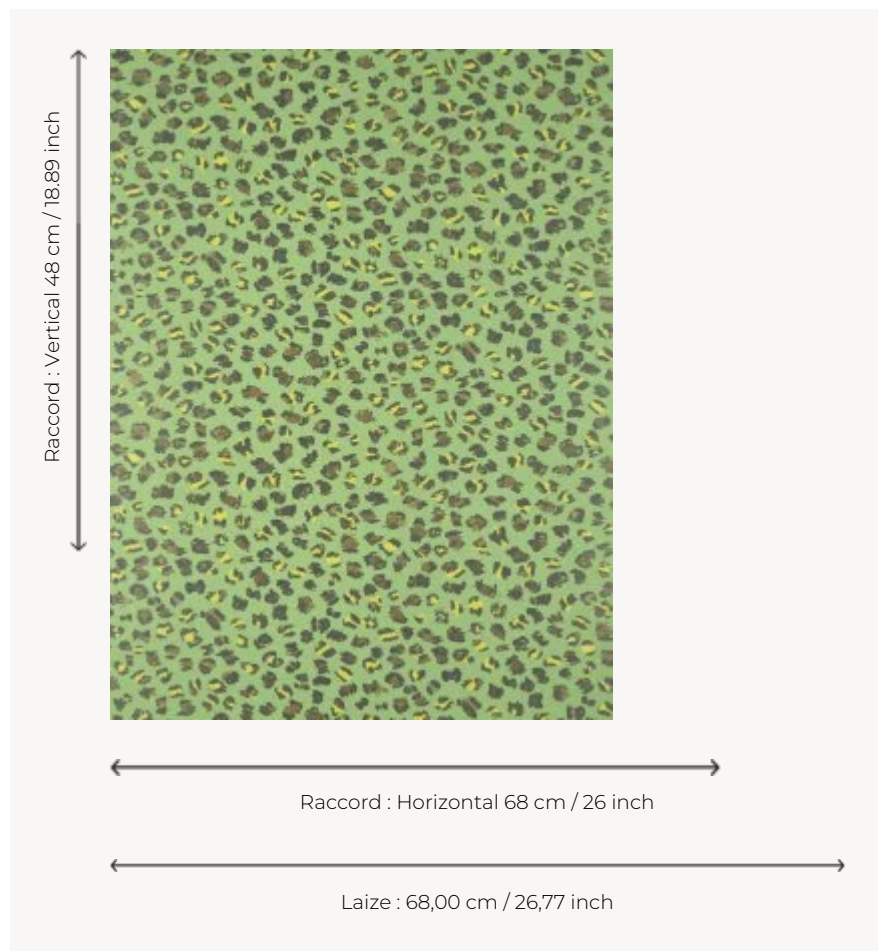 Raccord : Vertical 48 cm / 18.89 inch
Raccord : Horizontal 68 cm / 26 inch
Laize : 68,00 cm / 26,77 inch